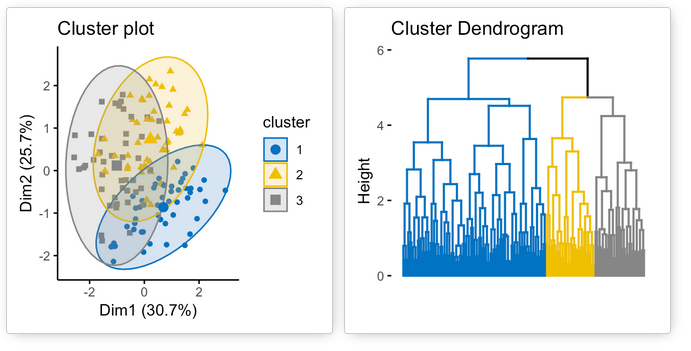 Cluster plot
2
1
0
-1
-2
Dim2 (25.7%)
-2 0 2
Dim1 (30.7%)
cluster
1
2
3
Cluster Dendrogram
6
4
2
0
Height